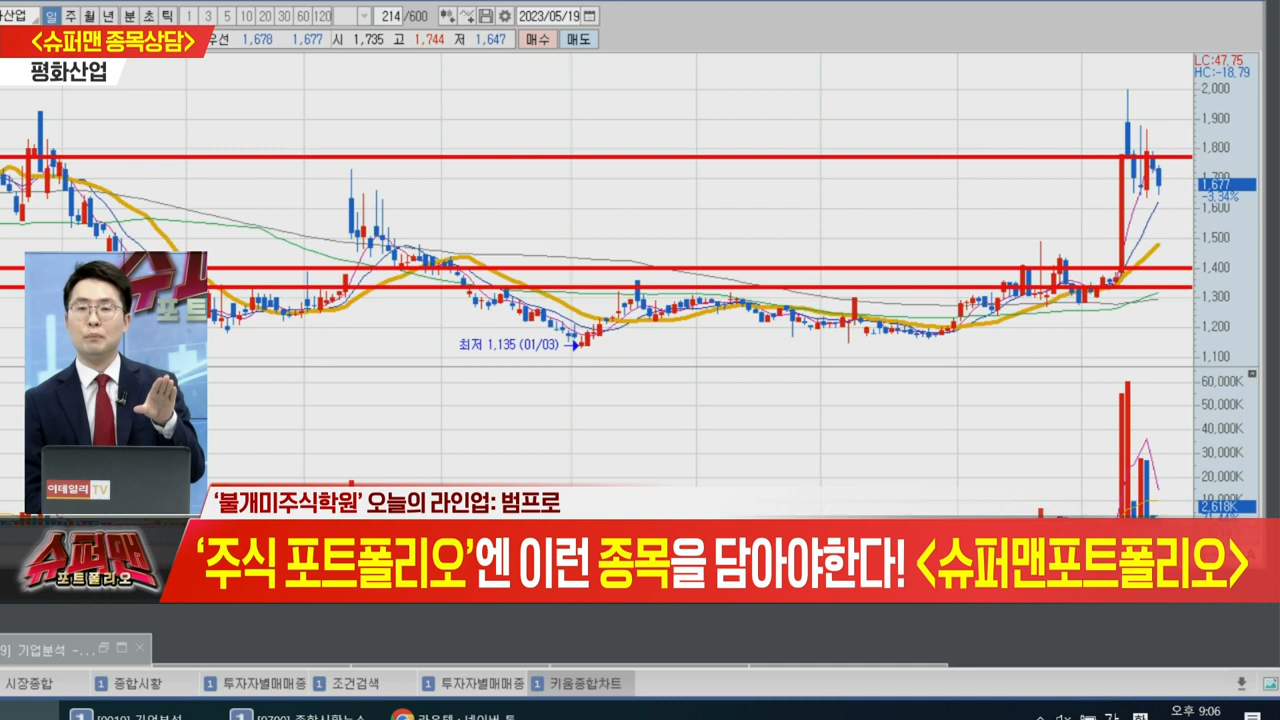 산업 일 주 월 년 분 초 틱 1 3 5 10 20 30 60 120 214 /600 2023/05/19
<슈퍼맨 종목상담> 우선 1,678 1,677 시 1,735 고 1,744 저 1,647 매수 매도
평화산업
LC:47.75
HC:-18.79
2,000
1,900
1,800
1,700
1,677
-3.34%
1,600
1,500
1,400
1,300
1,200
1,100
최저 1,135 (01/03)
60,000K
50,000K
40,000K
30,000K
20,000K
10,000K
2,618K
슈퍼
포트
이데일리 TV
'불개미주식학원' 오늘의 라인업: 범프로
슈퍼맨
포트폴리오
'주식 포트폴리오'엔 이런 종목을 담아야한다! <슈퍼맨포트폴리오>
9] 기업분석 -...
시장종합 1 종합시황 1 투자자별매매종 1 조건검색 1 투자자별매매종 1 키움종합차트
오후 9:06